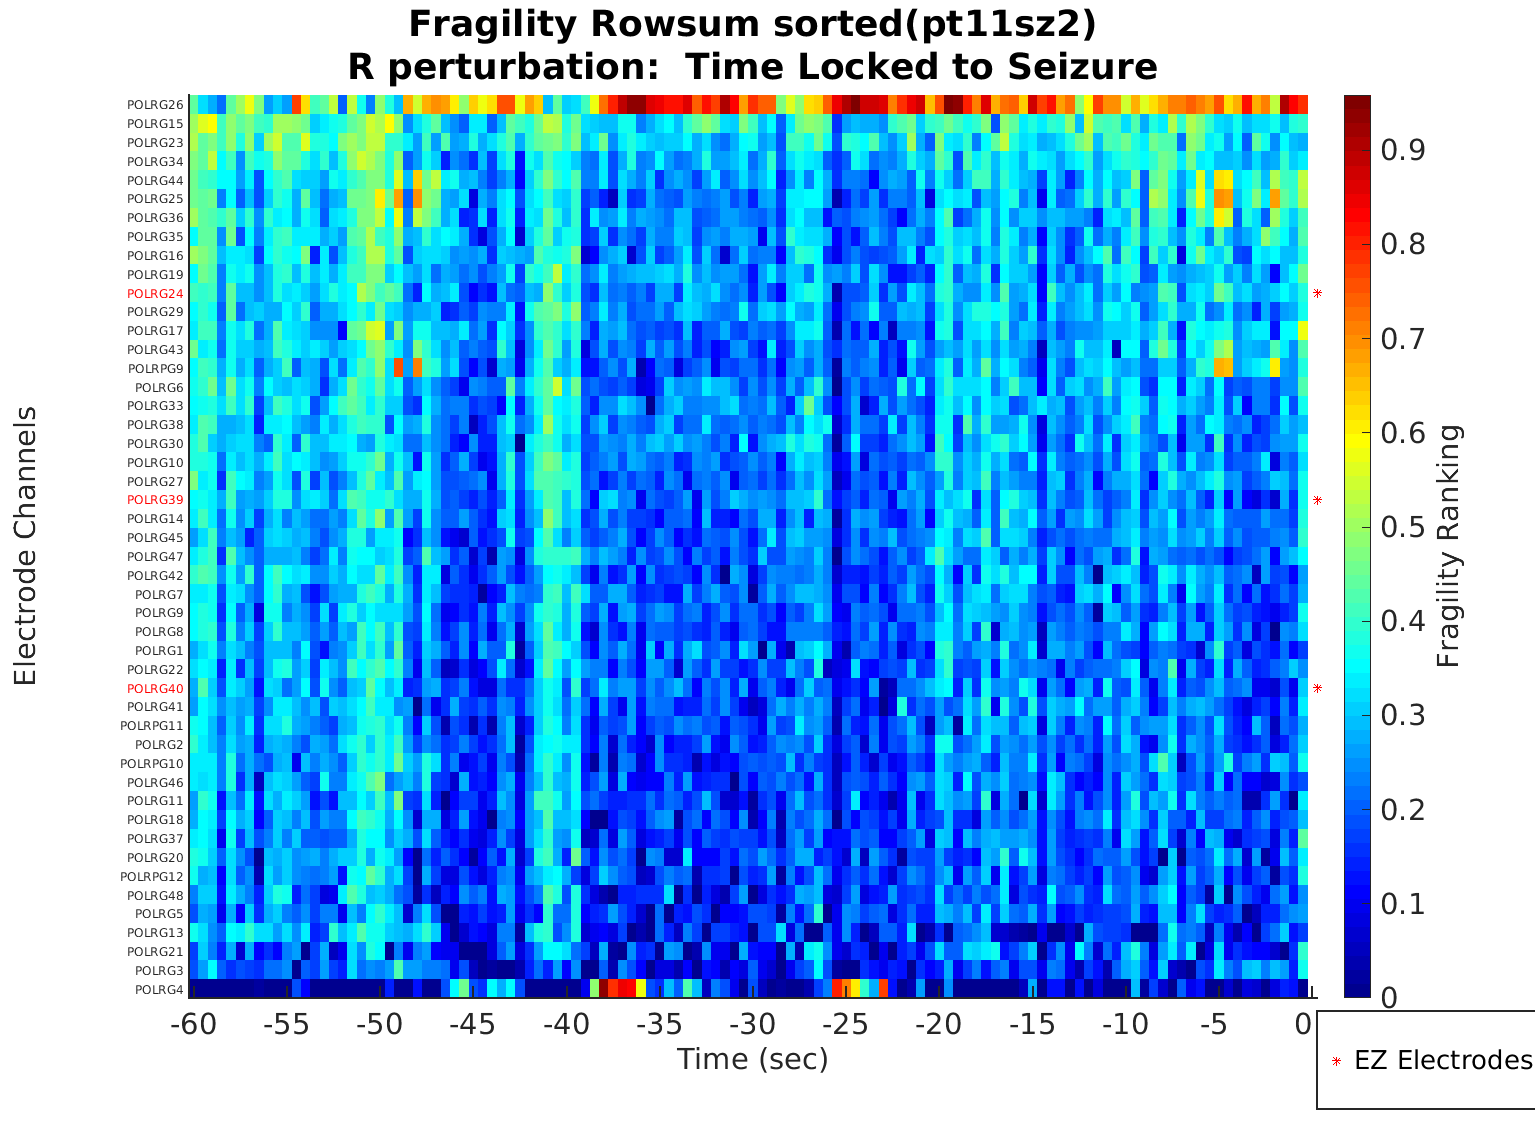 Fragility Rowsum sorted(pt11sz2)
R perturbation:  Time Locked to Seizure
Electrode Channels
POLRG26
POLRG15
POLRG23
POLRG34
POLRG44
POLRG25
POLRG36
POLRG35
POLRG16
POLRG19
POLRG24
POLRG29
POLRG17
POLRG43
POLRPG9
POLRG6
POLRG33
POLRG38
POLRG30
POLRG10
POLRG27
POLRG39
POLRG14
POLRG45
POLRG47
POLRG42
POLRG7
POLRG9
POLRG8
POLRG1
POLRG22
POLRG40
POLRG41
POLRPG11
POLRG2
POLRPG10
POLRG46
POLRG11
POLRG18
POLRG37
POLRG20
POLRPG12
POLRG48
POLRG5
POLRG13
POLRG21
POLRG3
POLRG4
-60 -55 -50 -45 -40 -35 -30 -25 -20 -15 -10 -5 0
Time (sec)
0.9
0.8
0.7
0.6
0.5
0.4
0.3
0.2
0.1
0
Fragility Ranking
* EZ Electrodes